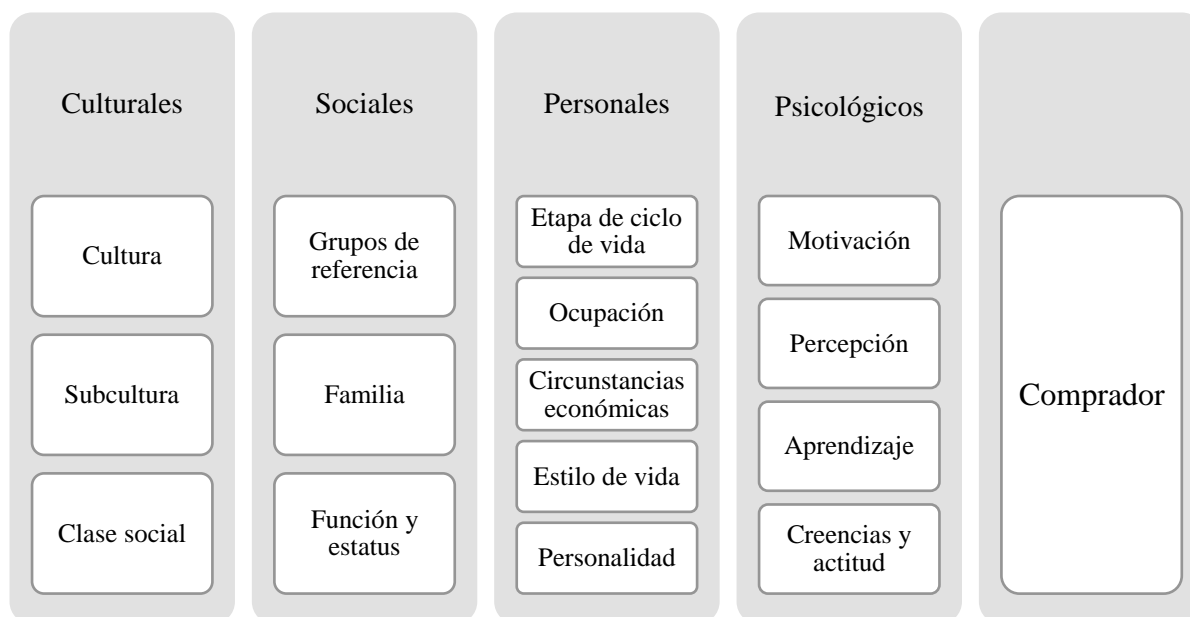 Culturales
Cultura
Subcultura
Clase social
Sociales
Grupos de
referencia
Familia
Función y
estatus
Personales
Etapa de ciclo
de vida
Ocupación
Circunstancias
económicas
Estilo de vida
Personalidad
Psicológicos
Motivación
Percepción
Aprendizaje
Creencias y
actitud
Comprador